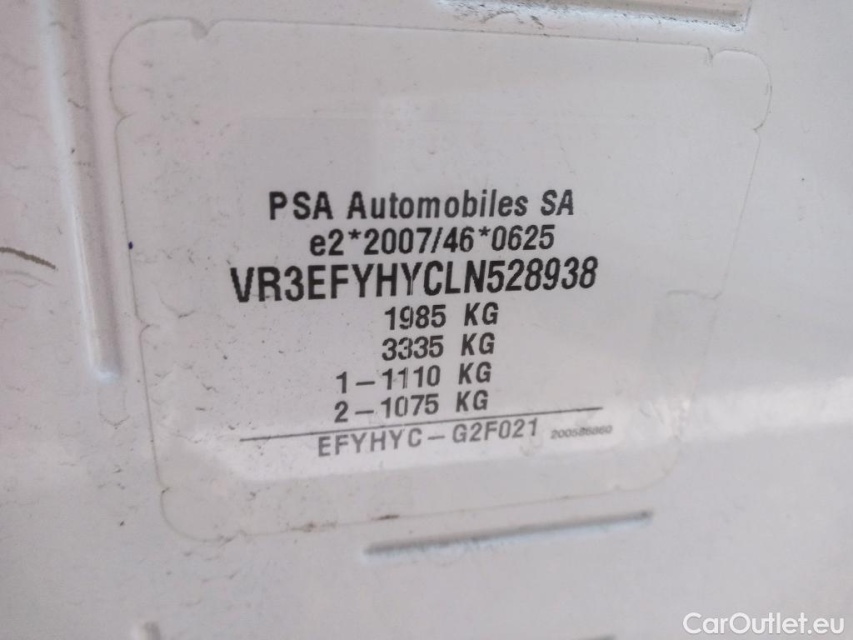 PSA Automobiles SA
e2*2007/46*0625
VR3EFYHYCLN528938
1985 KG
3335 KG
1-1110 KG
2-1075 KG
EFYHYC-G2F021
CarOutlet.eu